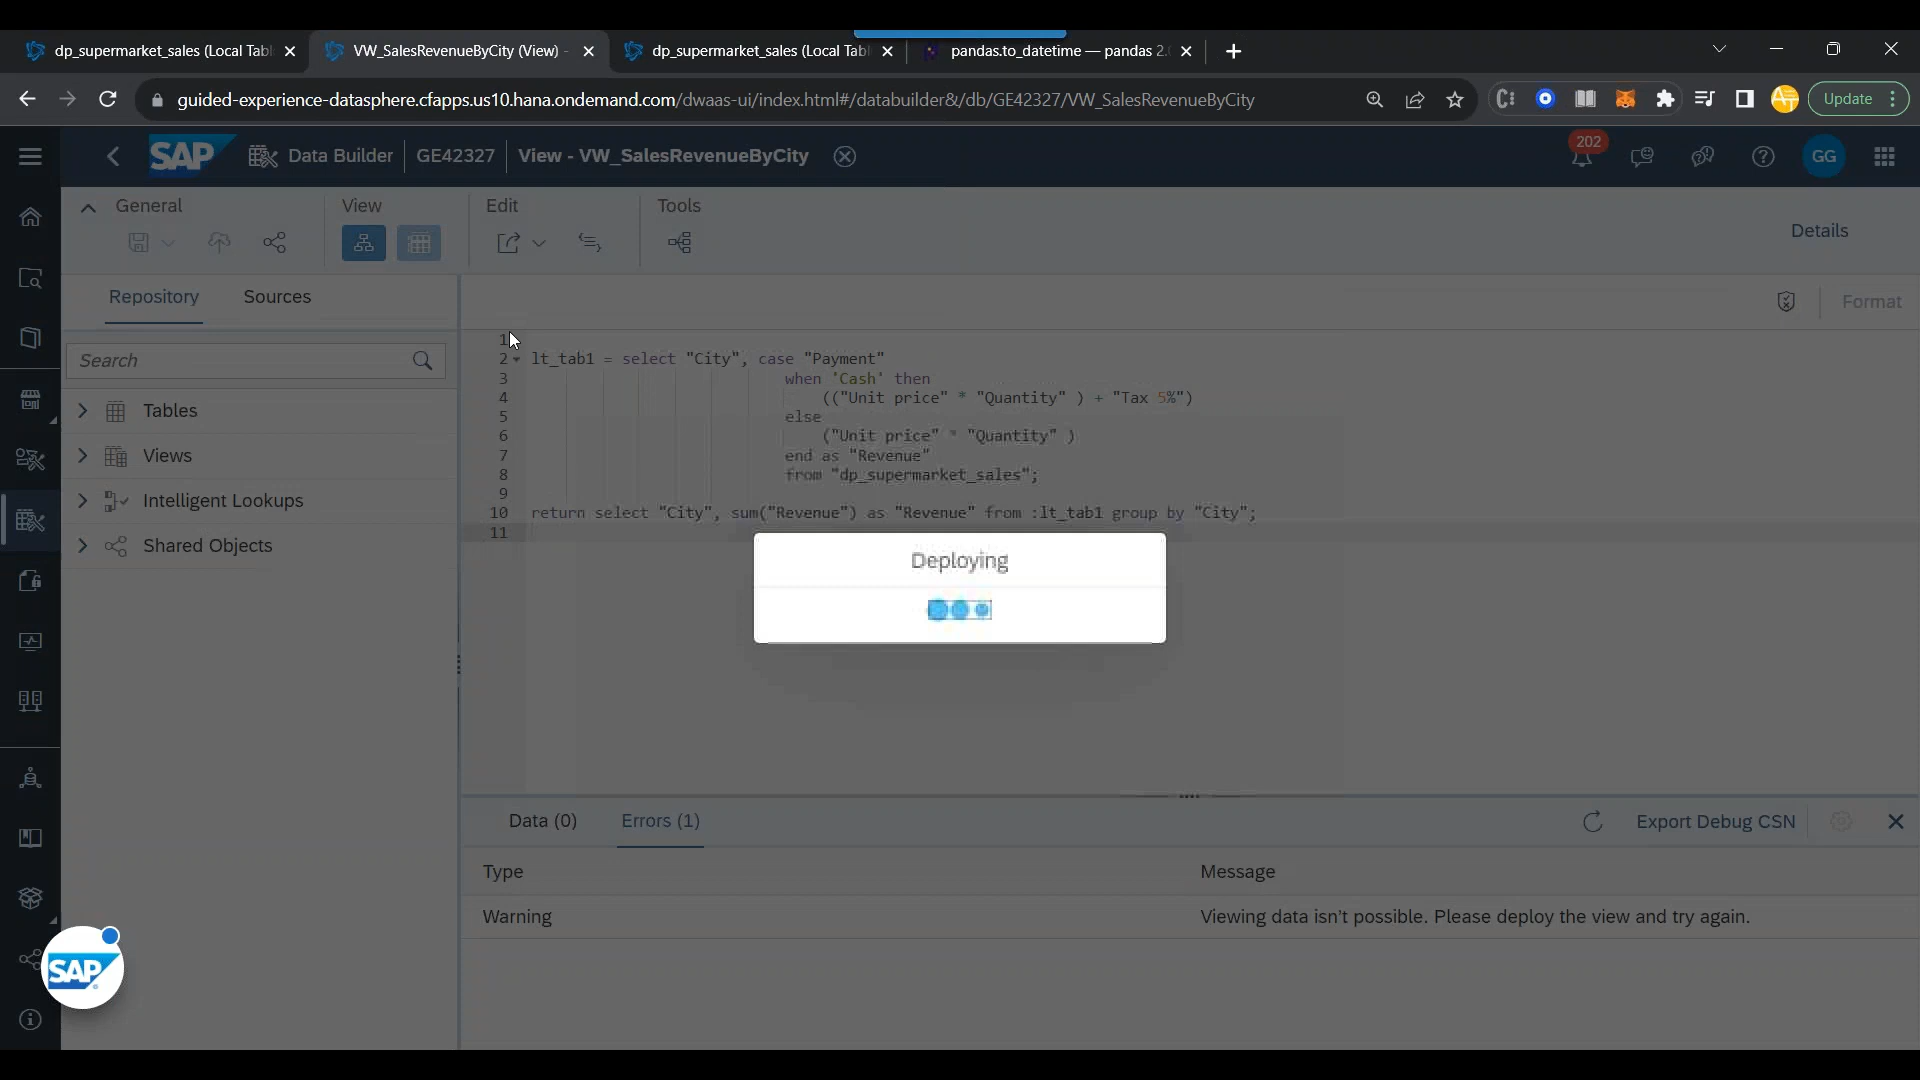 dp_supermarket_sales (Local Tabl
VW_SalesRevenueByCity (View) -
dp_supermarket_sales (Local Tabl
pandas.to_datetime — pandas 2.
guided-experience-datasphere.cfapps.us10.hana.ondemand.com/dwaas-ui/index.html#/databuilder&/db/GE42327/VW_SalesRevenueByCity
Update
SAP
Data Builder
GE42327
View - VW_SalesRevenueByCity
202
GG
General
View
Edit
Tools
Details
Repository
Sources
Format
Search
Tables
Views
Intelligent Lookups
Shared Objects
1
2 lt_tab1 = select "City", case "Payment"
3 when 'Cash' then
4 (("Unit price" * "Quantity" ) + "Tax 5%")
5 else
6 ("Unit price" * "Quantity" )
7 end as "Revenue"
8 from "dp_supermarket_sales";
9
10 return select "City", sum("Revenue") as "Revenue" from :lt_tab1 group by "City";
11
Deploying
Data (0)
Errors (1)
Export Debug CSN
Type
Message
Warning
Viewing data isn't possible. Please deploy the view and try again.
SAP